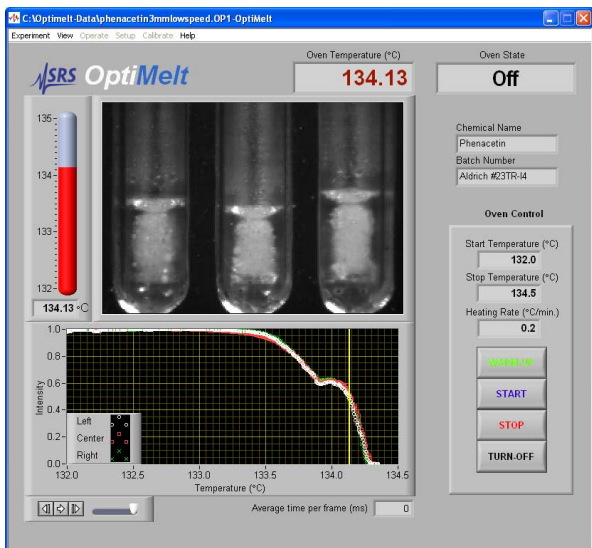 C:\Optimelt-Data\phenacetin3mmlowspeed.OP1-OptiMelt
Experiment View Operate Setup Calibrate Help
SRS OptiMelt
Oven Temperature (°C)
134.13
Oven State
Off
135
134
133
132
134.13 °C
Chemical Name
Phenacetin
Batch Number
Aldrich #23TR-I4
Oven Control
Start Temperature (°C)
132.0
Stop Temperature (°C)
134.5
Heating Rate (°C/min.)
0.2
WARM UP
START
STOP
TURN-OFF
Intensity
1.0
0.8
0.6
0.4
0.2
0.0
Left
Center
Right
132.0 132.5 133.0 133.5 134.0 134.5
Temperature (°C)
Average time per frame (ms) 0